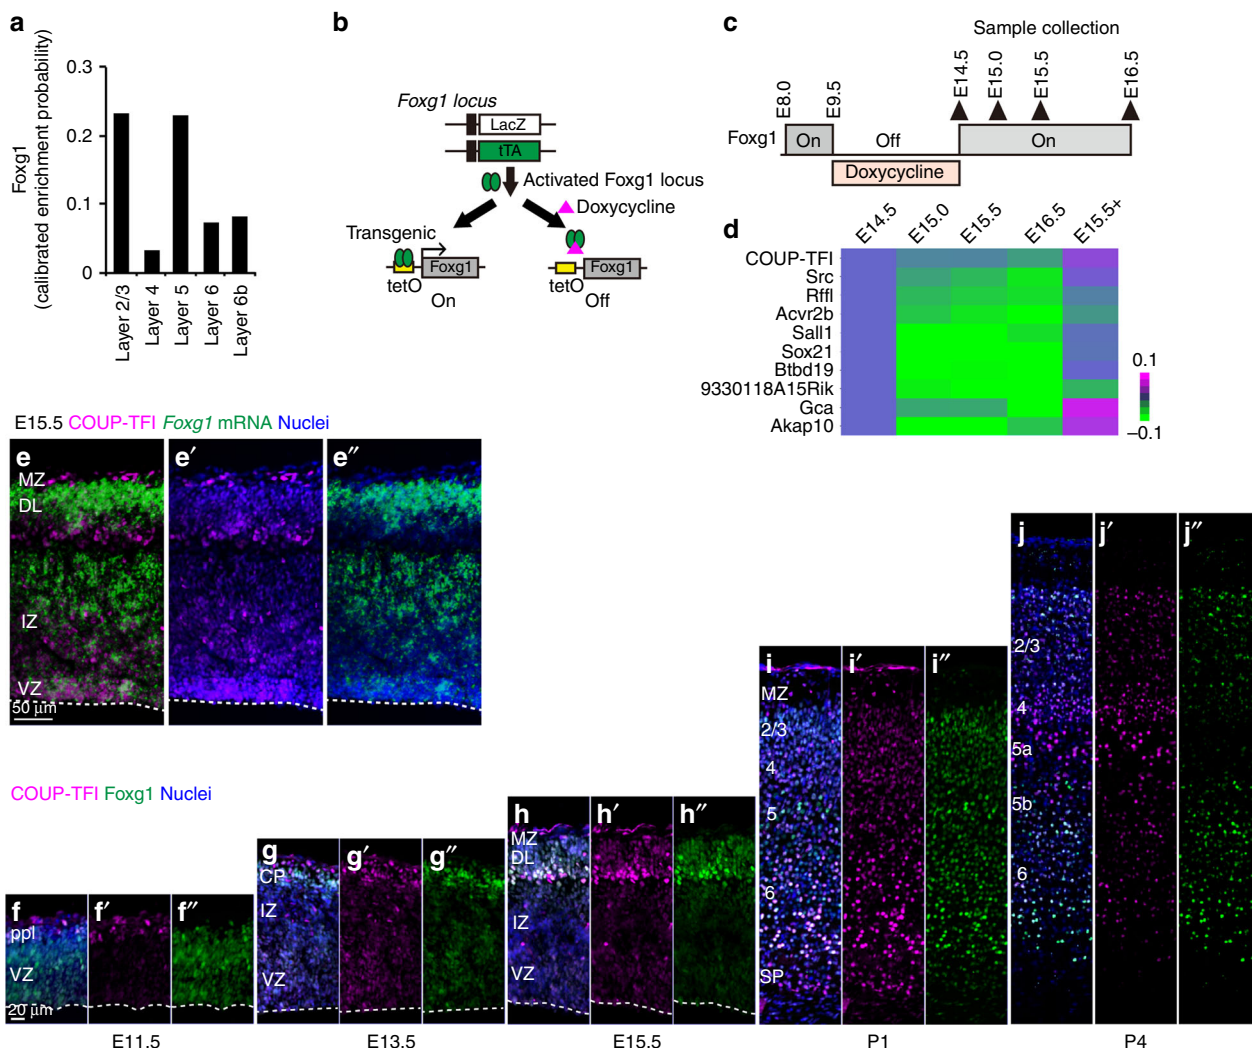 a
Foxg1
(calibrated enrichment probability)
0.3
0.2
0.1
0
Layer 2/3
Layer 4
Layer 5
Layer 6
Layer 6b
b
Foxg1 locus
LacZ
tTA
Activated Foxg1 locus
Doxycycline
Transgenic
Foxg1
tetO
On
Foxg1
tetO
Off
c
Sample collection
E8.0
E9.5
E14.5
E15.0
E15.5
E16.5
Foxg1
On
Off
On
Doxycycline
d
E14.5
E15.0
E15.5
E16.5
E15.5+
COUP-TFI
Src
Rffl
Acvr2b
Sall1
Sox21
Btbd19
9330118A15Rik
Gca
Akap10
0.1
−0.1
E15.5 COUP-TFI Foxg1 mRNA Nuclei
e
e′
e″
MZ
DL
IZ
VZ
50 μm
COUP-TFI Foxg1 Nuclei
f
f′
f″
ppl
VZ
20 μm
E11.5
g
g′
g″
CP
IZ
VZ
E13.5
h
h′
h″
MZ
DL
IZ
VZ
E15.5
i
i′
i″
MZ
2/3
4
5
6
SP
P1
j
j′
j″
2/3
4
5a
5b
6
P4